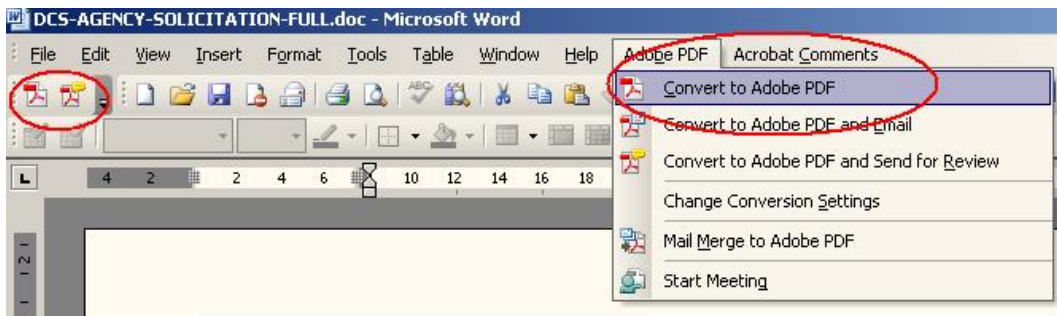 DCS-AGENCY-SOLICITATION-FULL.doc - Microsoft Word
File Edit View Insert Format Tools Table Window Help Adobe PDF Acrobat Comments
Convert to Adobe PDF
Convert to Adobe PDF and Email
Convert to Adobe PDF and Send for Review
Change Conversion Settings
Mail Merge to Adobe PDF
Start Meeting
ABC
L 4 2 2 4 6 10 12 14 16 18
2